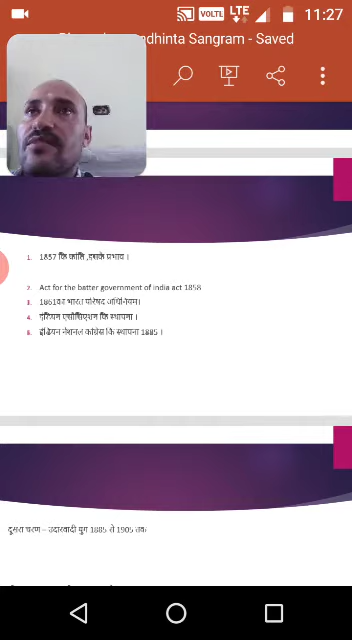 VOLTE LTE 11:27
Sangram - Saved
1. 1857 कि क्रांति ,इसके प्रभाव ।
2. Act for the batter government of india act 1858
3. 1861का भारत परिषद अधिनियम।
4. इंडियन एसोसिएशन कि स्थापना ।
5. इंडियन नेशनल कांग्रेस कि स्थापना 1885 ।
दूसरा चरण – उदारवादी युग 1885 से 1905 तक